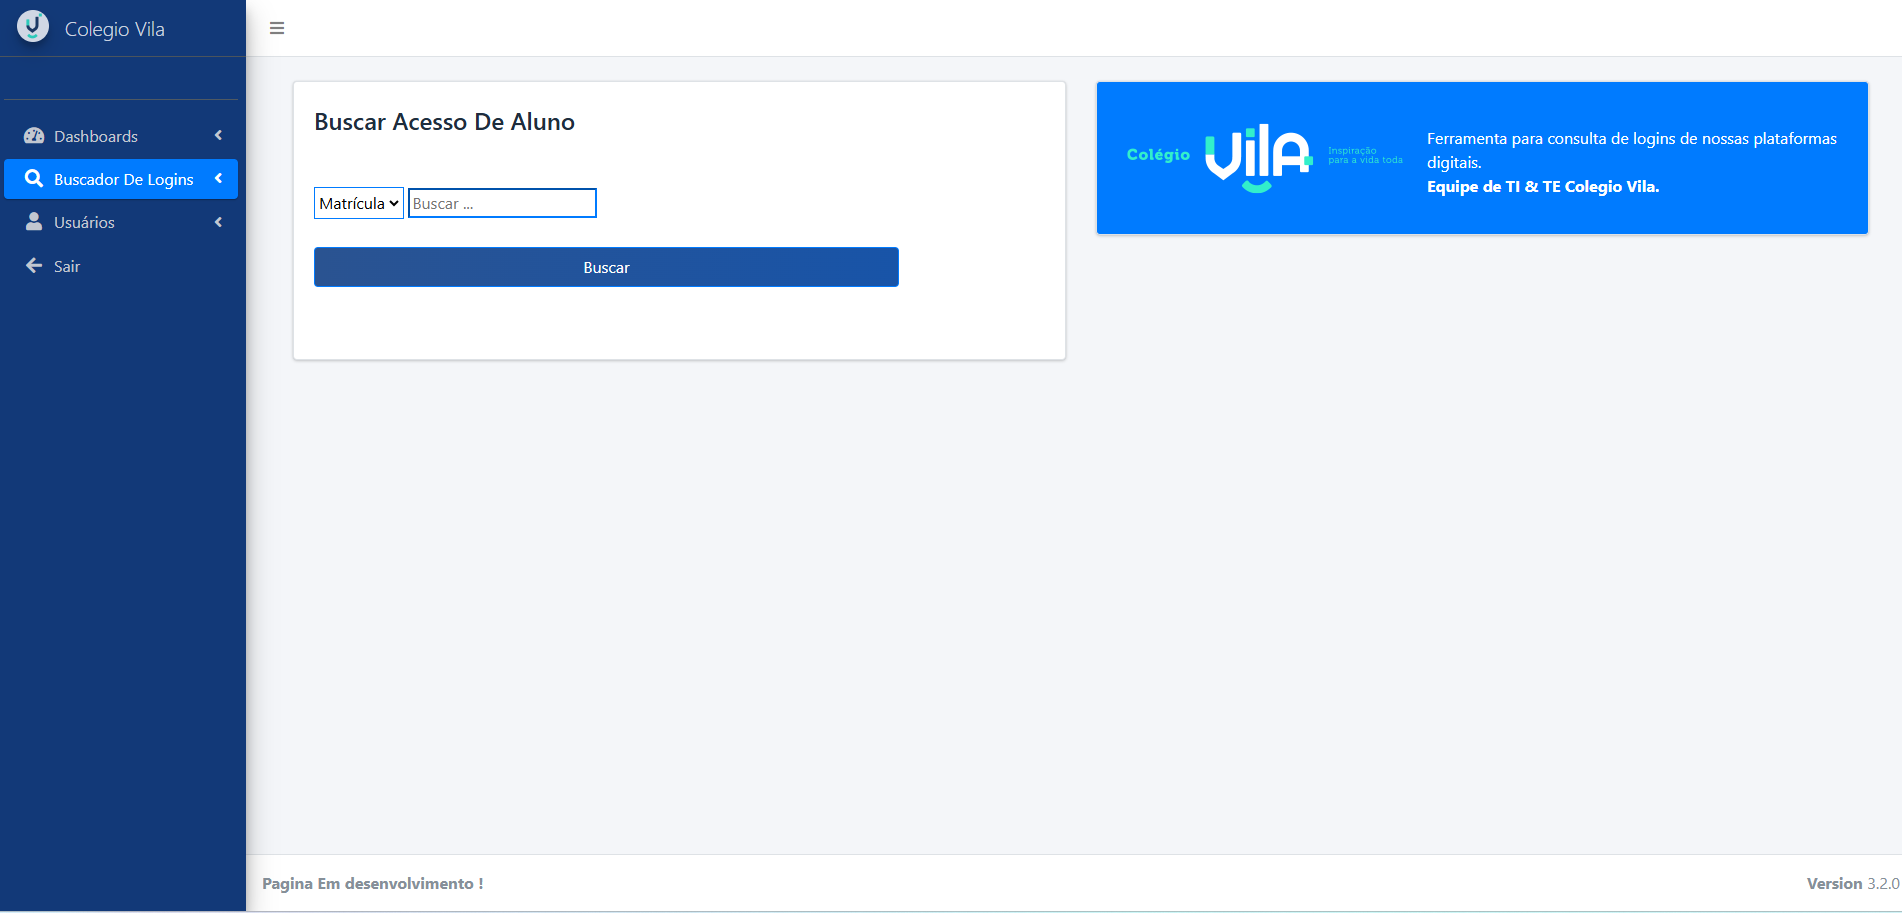 Colegio Vila
Dashboards
Buscador De Logins
Usuários
Sair
Buscar Acesso De Aluno
Matrícula
Buscar ...
Buscar
Colégio
VilA
Inspiração
para a vida toda
Ferramenta para consulta de logins de nossas plataformas
digitais.
Equipe de TI & TE Colegio Vila.
Pagina Em desenvolvimento !
Version 3.2.0